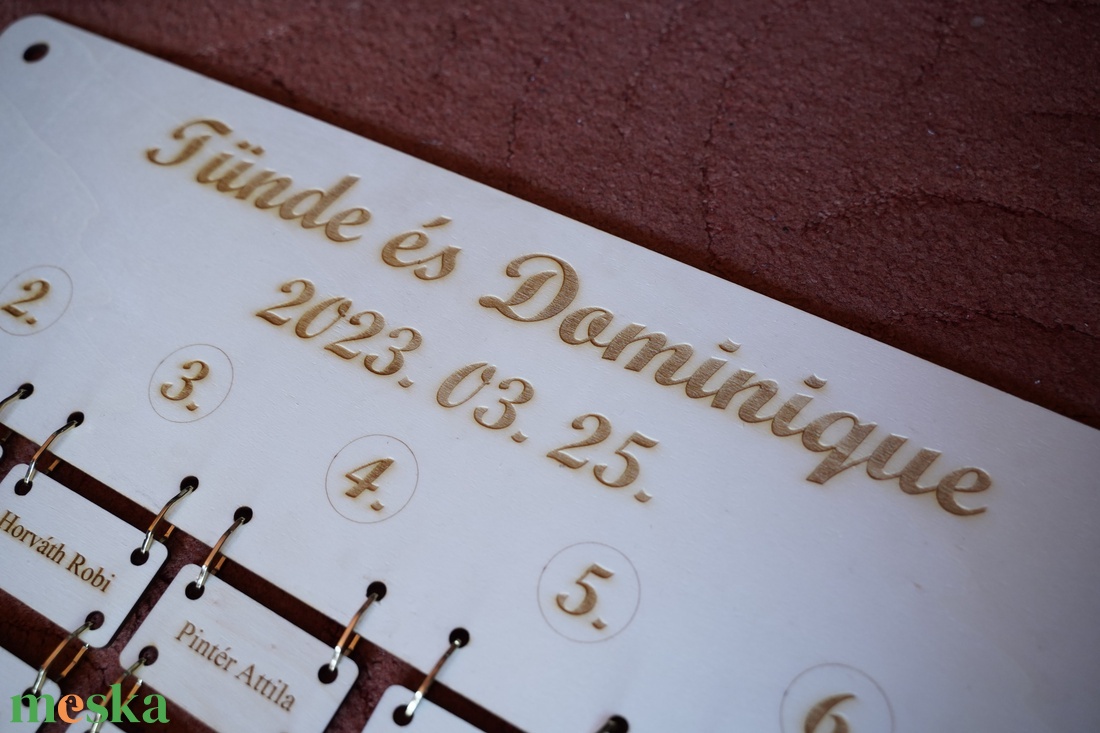 Tünde és Dominique
2023. 03. 25.
2.
3.
4.
5.
6.
Horváth Robi
Pintér Attila
meska